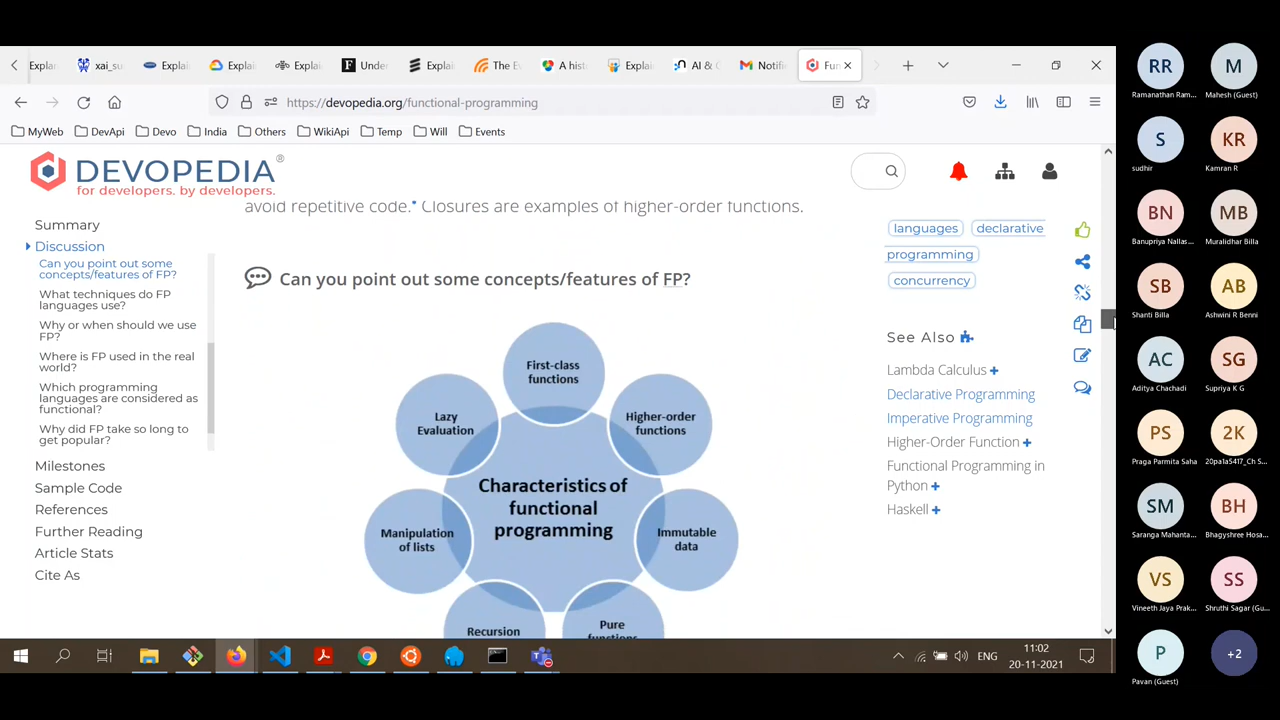 Explai
xai_su
Explai
Explai
Explai
Under
Explai
The E
A hist
Explai
AI & C
Notifi
Fun
https://devopedia.org/functional-programming
MyWeb
DevApi
Devo
India
Others
WikiApi
Temp
Will
Events
DEVOPEDIA®
for developers. by developers.
Summary
Discussion
Can you point out some
concepts/features of FP?
What techniques do FP
languages use?
Why or when should we use
FP?
Where is FP used in the real
world?
Which programming
languages are considered as
functional?
Why did FP take so long to
get popular?
Milestones
Sample Code
References
Further Reading
Article Stats
Cite As
avoid repetitive code.* Closures are examples of higher-order functions.
Can you point out some concepts/features of FP?
First-class
functions
Lazy
Evaluation
Higher-order
functions
Characteristics of
functional
programming
Manipulation
of lists
Immutable
data
Recursion
Pure
functions
languages
declarative
programming
concurrency
See Also
Lambda Calculus +
Declarative Programming
Imperative Programming
Higher-Order Function +
Functional Programming in
Python +
Haskell +
ENG
11:02
20-11-2021
RR
Ramanathan Ram...
M
Mahesh (Guest)
S
sudhir
KR
Kamran R
BN
Banupriya Nallas...
MB
Muralidhar Billa
SB
Shanti Billa
AB
Ashwini R Benni
AC
Aditya Chachadi
SG
Supriya K G
PS
Praga Parmita Saha
2K
20pa1a5417_Ch S...
SM
Saranga Mahanta...
BH
Bhagyshree Hosa...
VS
Vineeth Jaya Prak...
SS
Shruthi Sagar (Gu...
P
Pavan (Guest)
+2